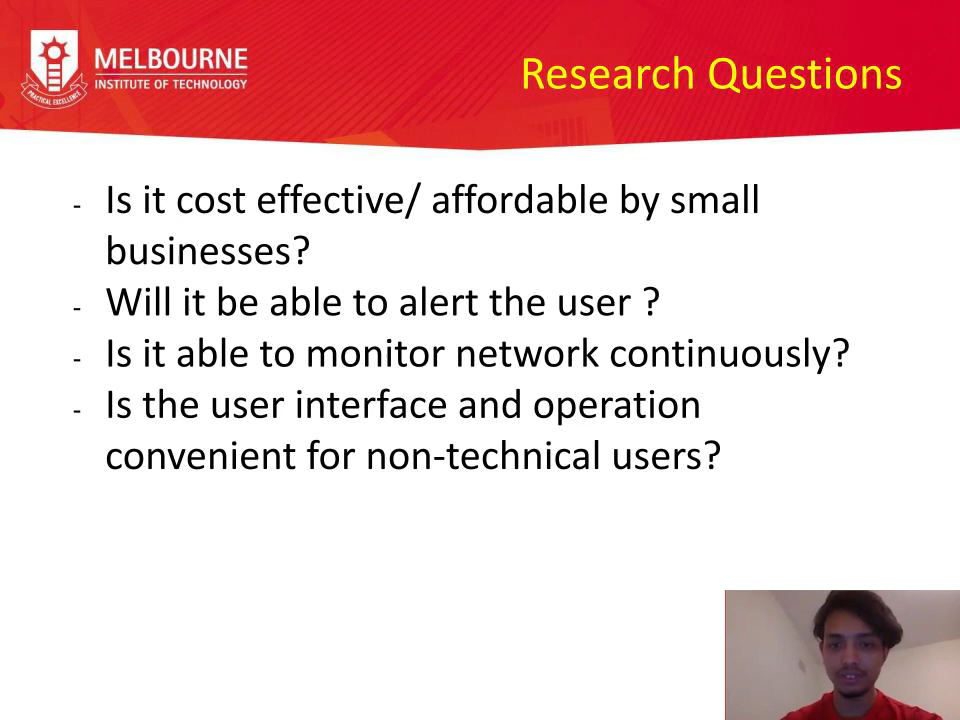 MELBOURNE
INSTITUTE OF TECHNOLOGY
PRACTICAL EXCELLENCE
Research Questions
- Is it cost effective/ affordable by small
businesses?
- Will it be able to alert the user ?
- Is it able to monitor network continuously?
- Is the user interface and operation
convenient for non-technical users?